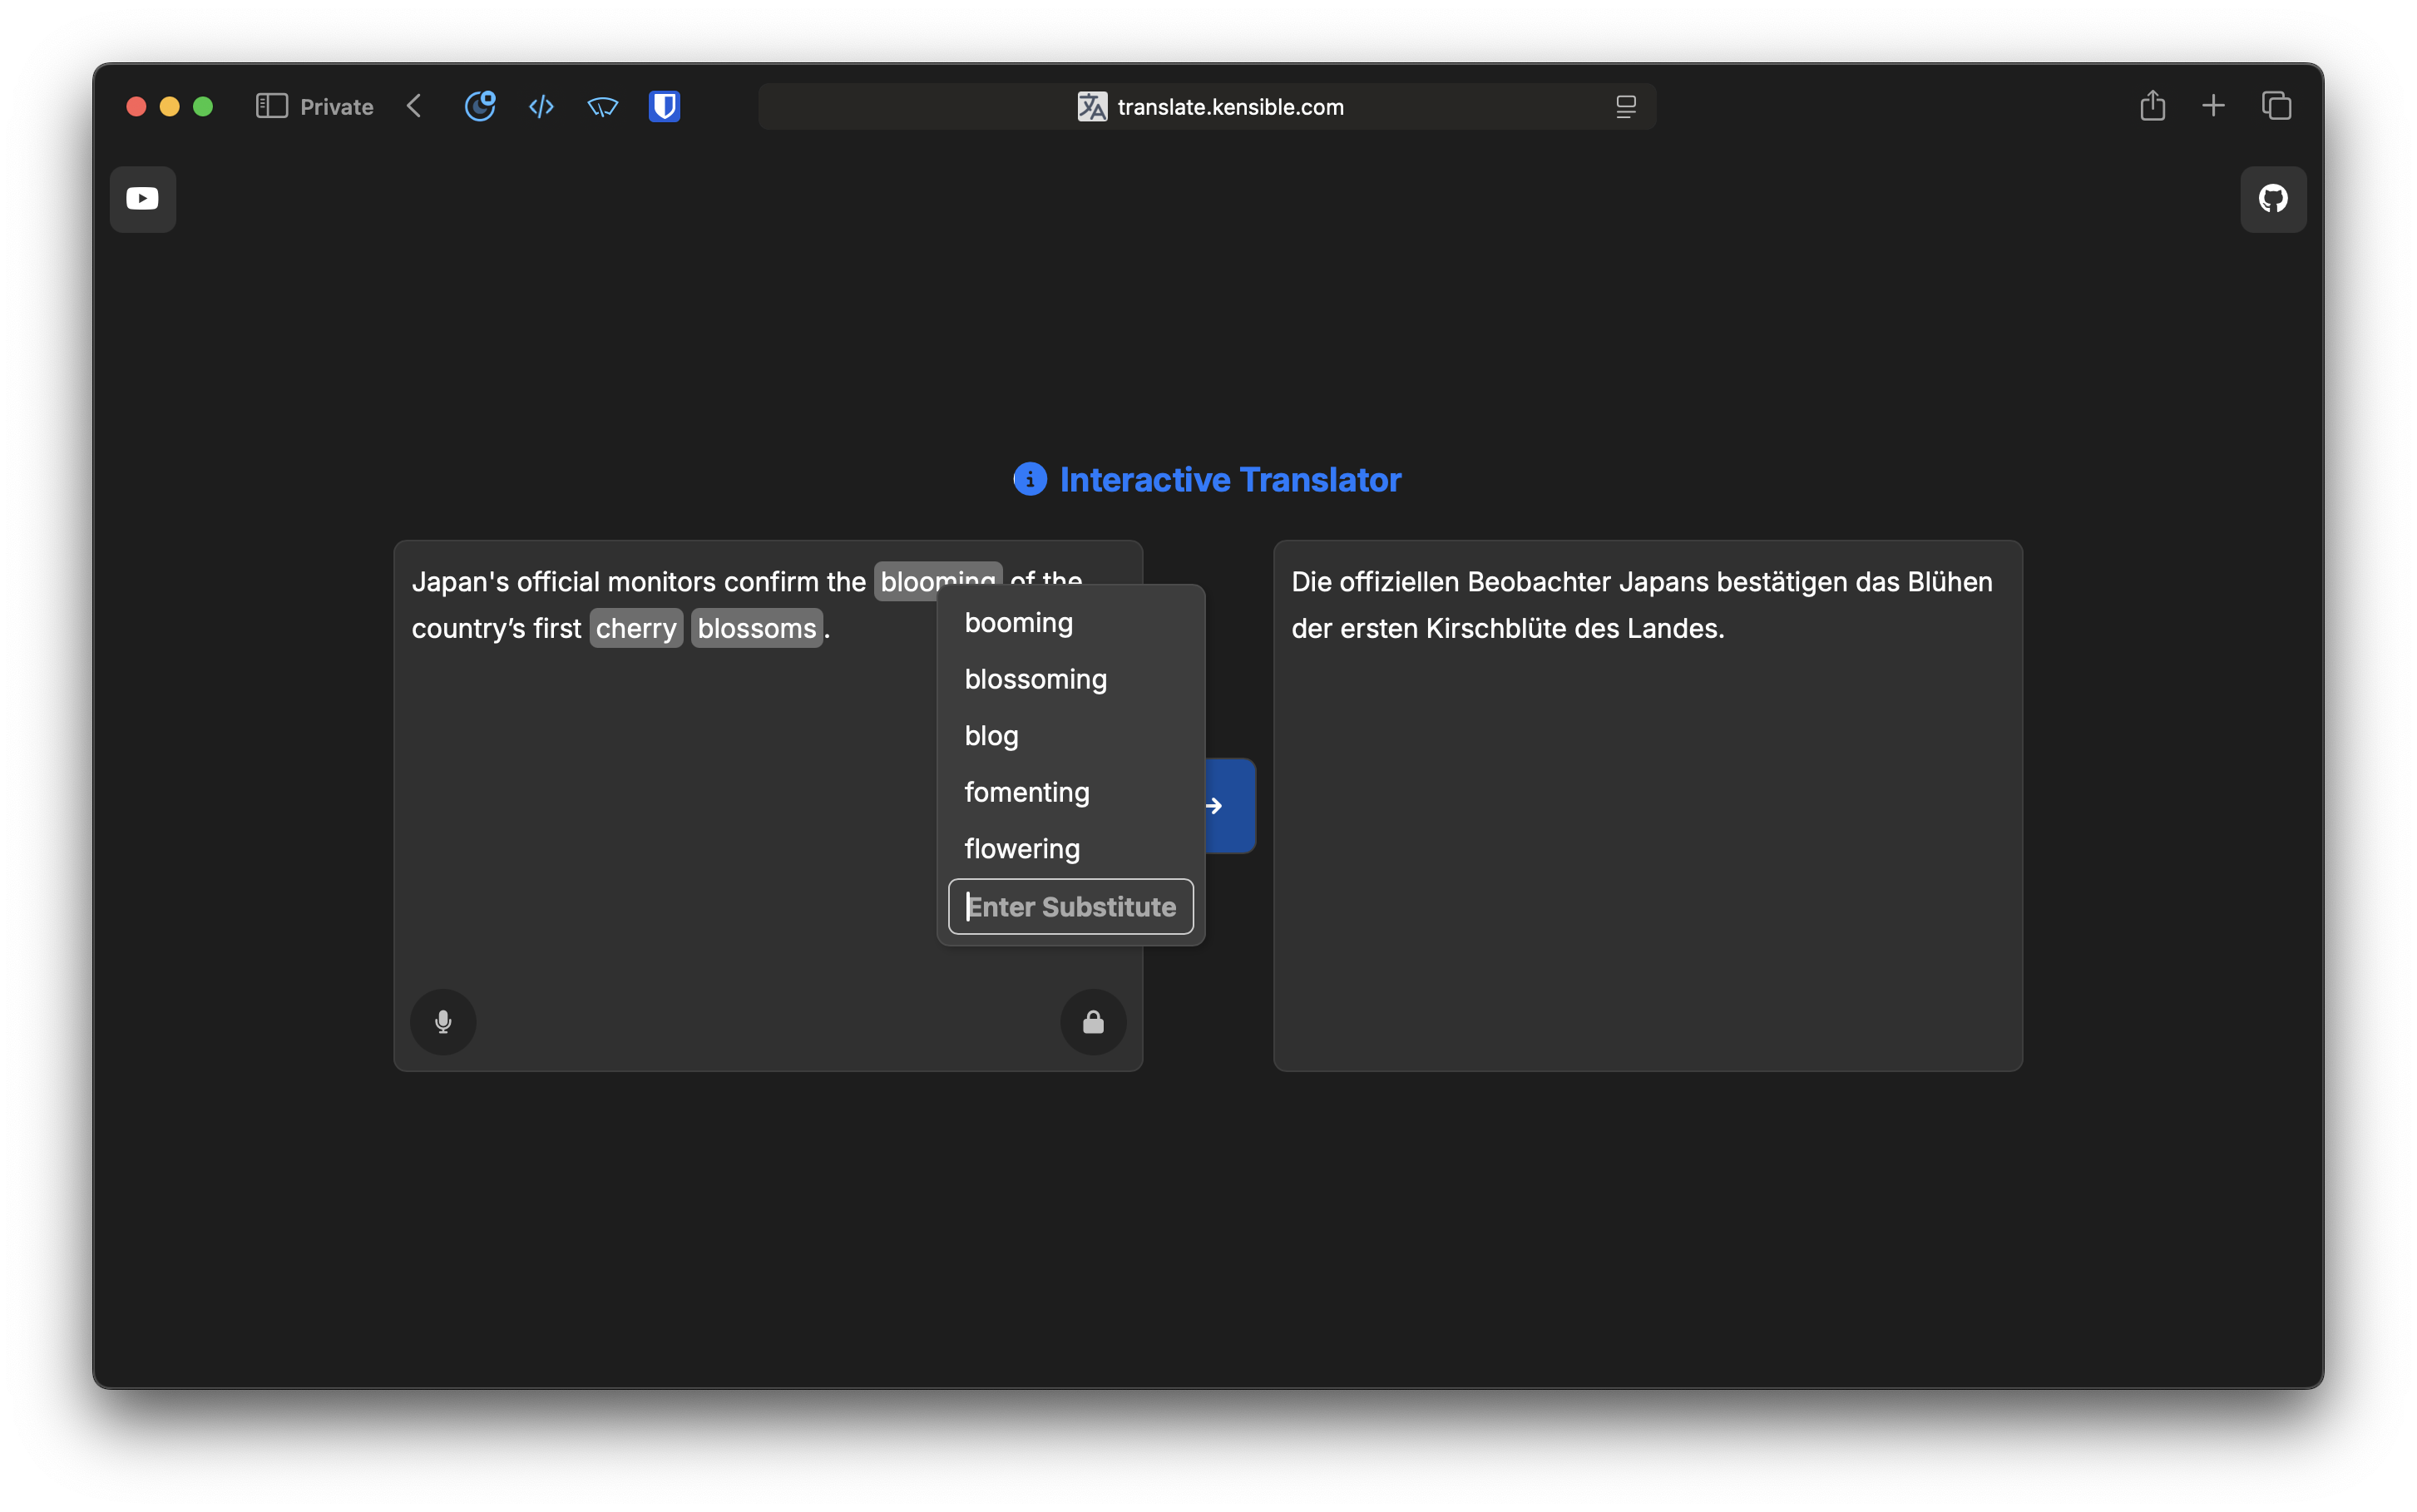 Private
translate.kensible.com
Interactive Translator
Japan's official monitors confirm the blooming of the
country’s first cherry blossoms.
booming
blossoming
blog
fomenting
flowering
Enter Substitute
Die offiziellen Beobachter Japans bestätigen das Blühen
der ersten Kirschblüte des Landes.